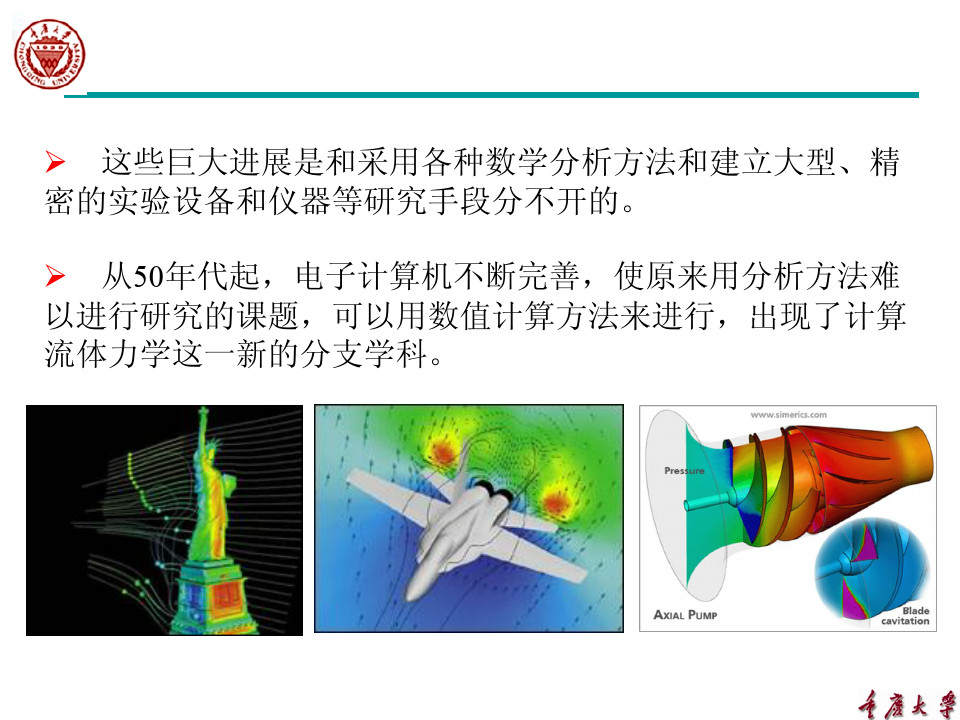 重庆大学
1929
CHONGQING UNIVERSITY
这些巨大进展是和采用各种数学分析方法和建立大型、精
密的实验设备和仪器等研究手段分不开的。
从50年代起，电子计算机不断完善，使原来用分析方法难
以进行研究的课题，可以用数值计算方法来进行，出现了计算
流体力学这一新的分支学科。
www.simerics.com
Pressure
AXIAL PUMP
Blade
cavitation
重庆大学